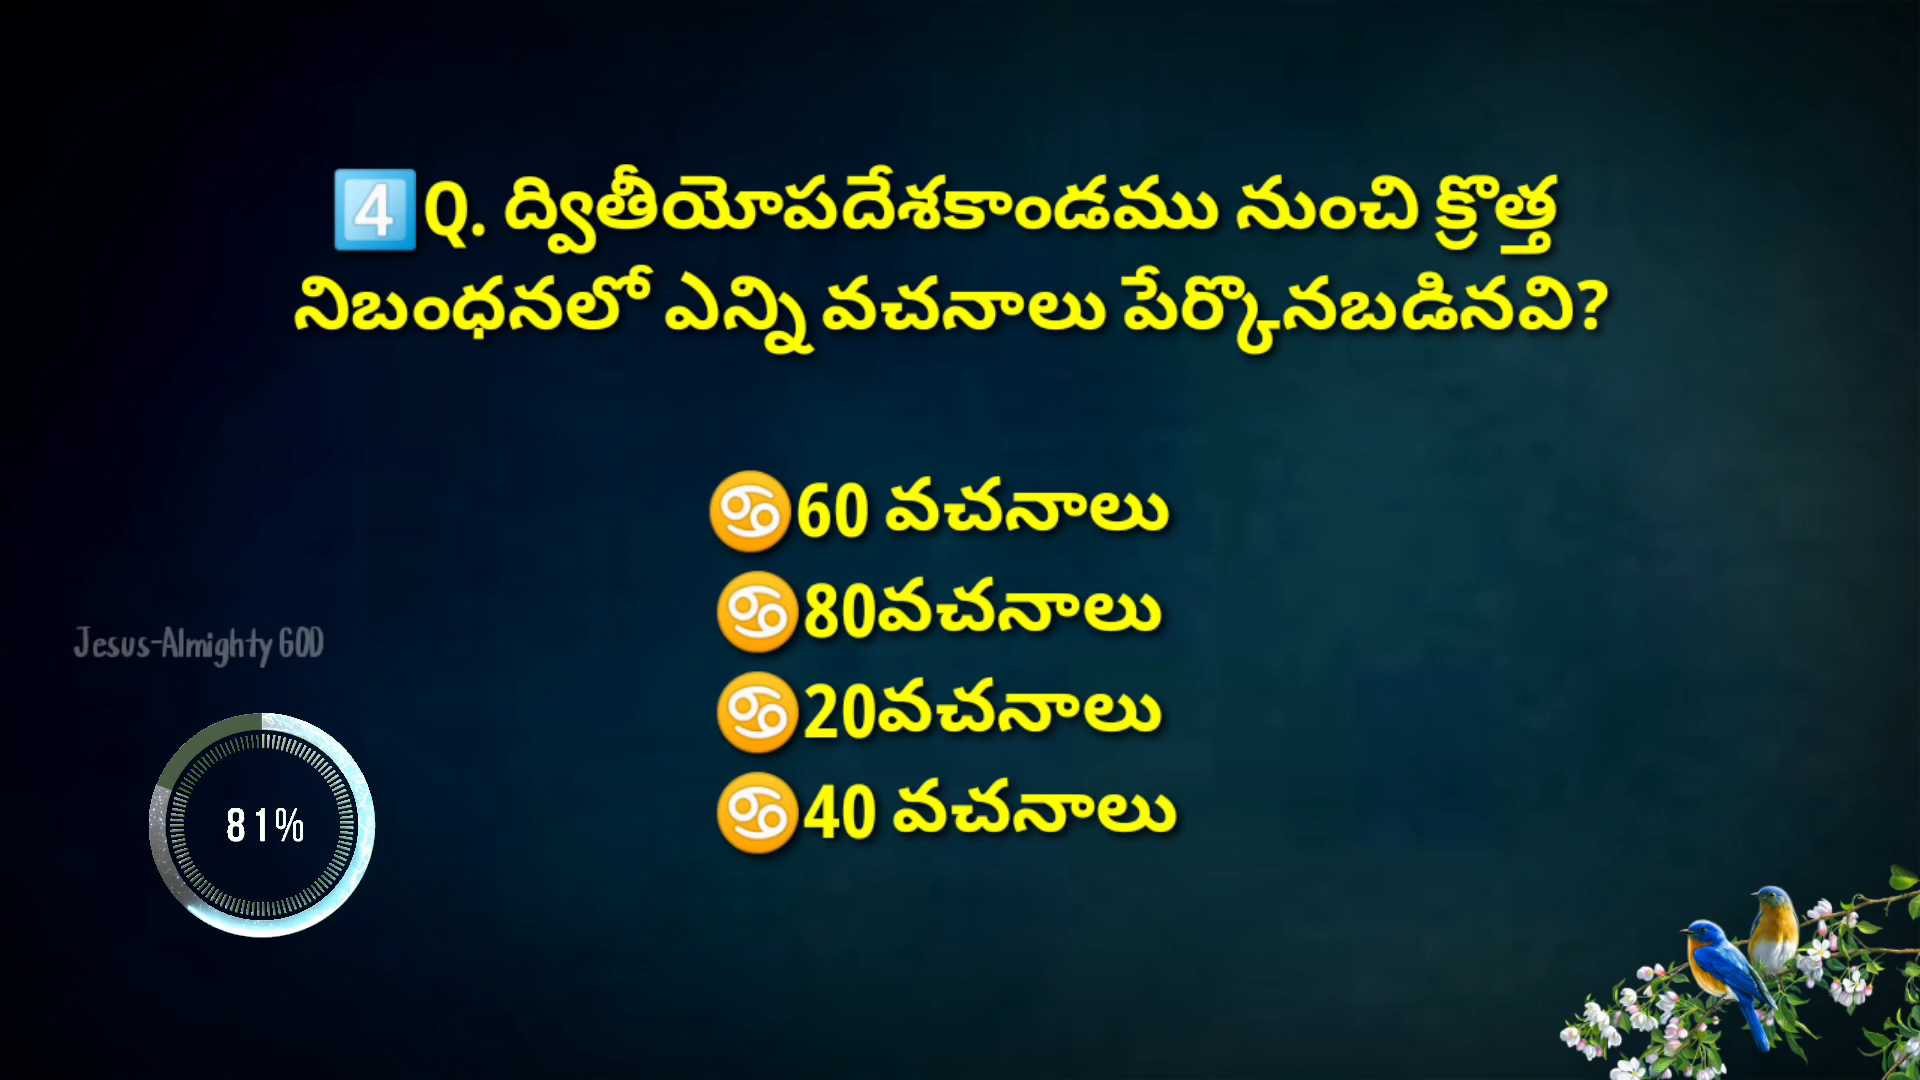 4️⃣Q. ద్వితీయోపదేశకాండము నుంచి క్రొత్త
నిబంధనలో ఎన్ని వచనాలు పేర్కొనబడినవి?
♋60 వచనాలు
♋80వచనాలు
♋20వచనాలు
♋40 వచనాలు
Jesus-Almighty GOD
81%